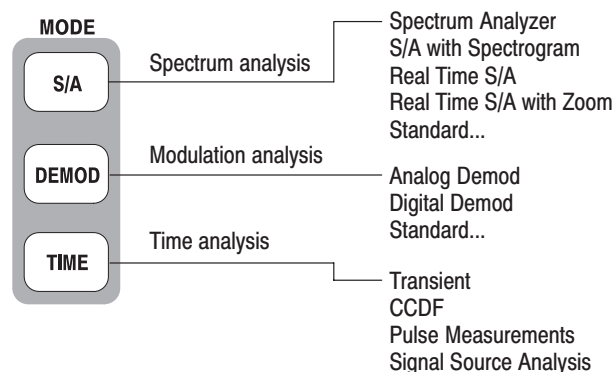 MODE
S/A
Spectrum analysis
Spectrum Analyzer
S/A with Spectrogram
Real Time S/A
Real Time S/A with Zoom
Standard...
DEMOD
Modulation analysis
Analog Demod
Digital Demod
Standard...
TIME
Time analysis
Transient
CCDF
Pulse Measurements
Signal Source Analysis